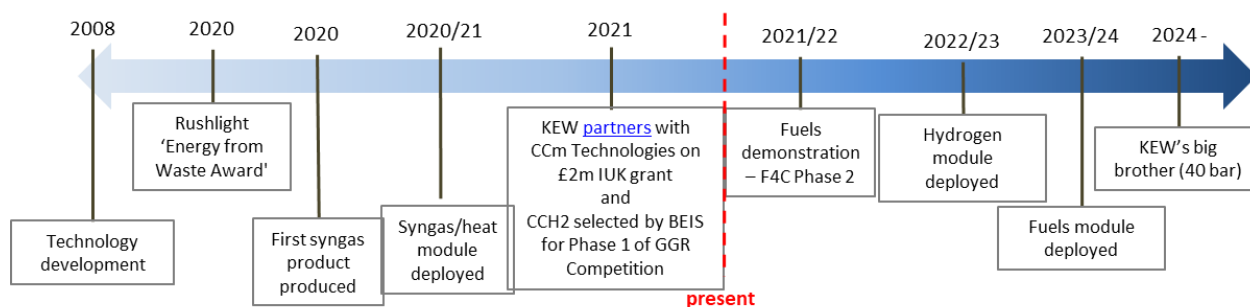 2008
Technology
development
2020
Rushlight
‘Energy from
Waste Award'
2020
First syngas
product
produced
2020/21
Syngas/heat
module
deployed
2021
KEW partners with
CCm Technologies on
£2m IUK grant
and
CCH2 selected by BEIS
for Phase 1 of GGR
Competition
present
2021/22
Fuels
demonstration
– F4C Phase 2
2022/23
Hydrogen
module
deployed
2023/24
Fuels module
deployed
2024-
KEW’s big
brother (40 bar)